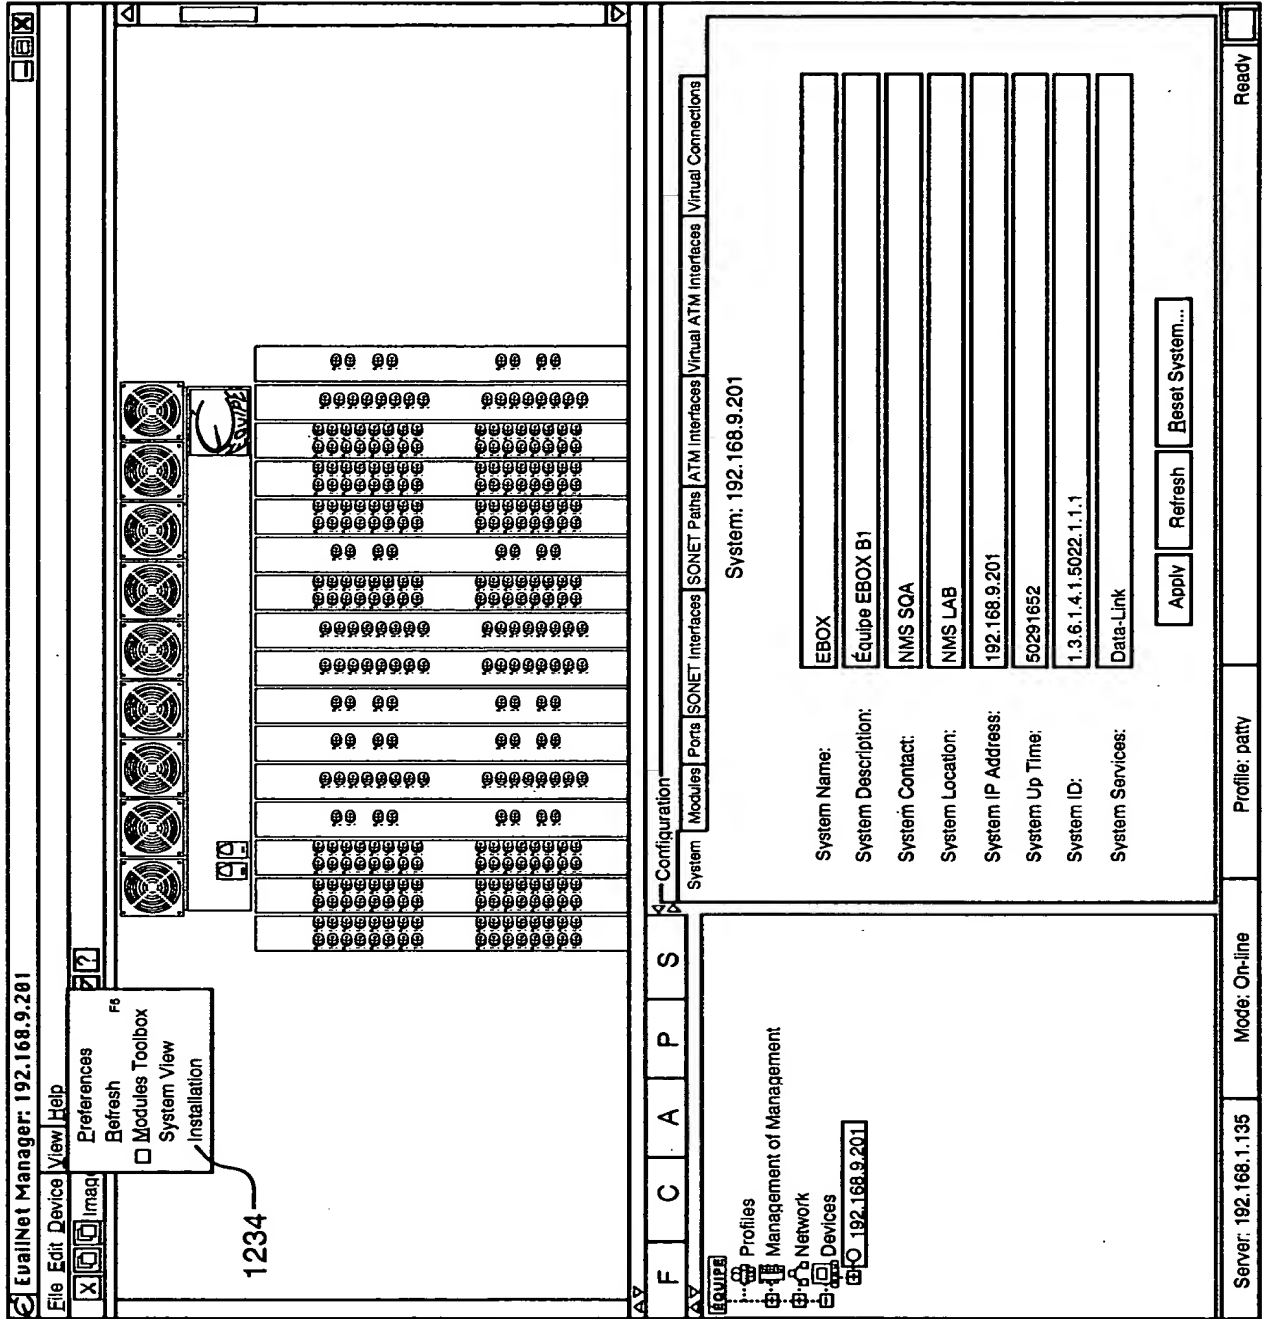 EvailNet Manager: 192.168.9.201
File Edit Device View Help
X Imag ?
Preferences
Refresh F5
Modules Toolbox
System View
Installation
1234
EQUIPE
F C A P S
EQUIPE
Profiles
Management of Management
Network
Devices
192.168.9.201
Configuration
System Modules Ports SONET Interfaces SONET Paths ATM Interfaces Virtual ATM Interfaces Virtual Connections
System: 192.168.9.201
System Name: EBOX
System Description: Équipe EBOX B1
System Contact: NMS SQA
System Location: NMS LAB
System IP Address: 192.168.9.201
System Up Time: 50291652
System ID: 1.3.6.1.4.1.5022.1.1.1
System Services: Data-Link
Apply Refresh Reset System...
Server: 192.168.1.135 Mode: On-line Profile: patty Ready